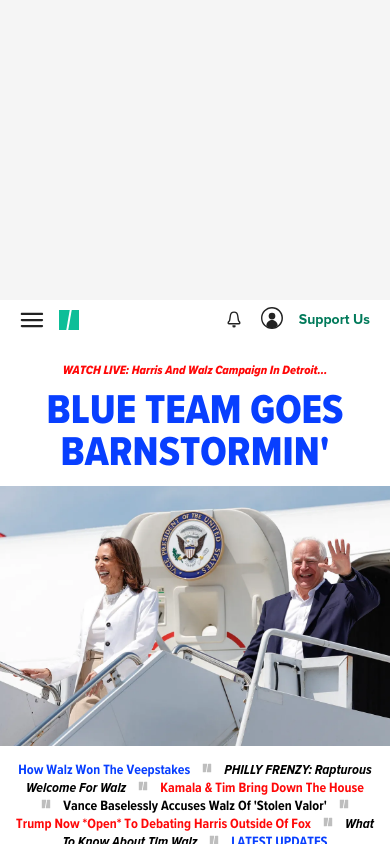 Support Us
WATCH LIVE: Harris And Walz Campaign In Detroit...
BLUE TEAM GOES
BARNSTORMIN'
How Walz Won The Veepstakes PHILLY FRENZY: Rapturous
Welcome For Walz Kamala & Tim Bring Down The House
Vance Baselessly Accuses Walz Of 'Stolen Valor'
Trump Now *Open* To Debating Harris Outside Of Fox What
To Know About Tim Walz LATEST UPDATES